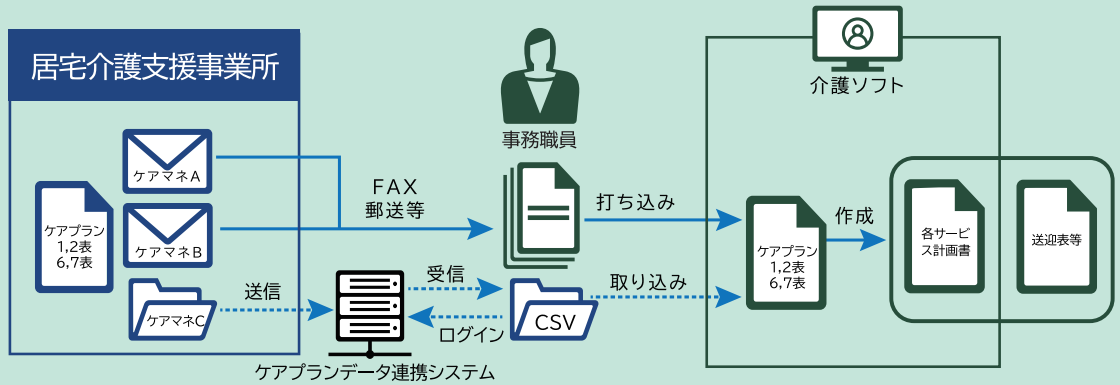 居宅介護支援事業所
ケアプラン
1,2表
6,7表
ケアマネA
ケアマネB
ケアマネC
FAX
郵送等
送信
ケアプランデータ連携システム
受信
ログイン
事務職員
CSV
打ち込み
取り込み
介護ソフト
ケアプラン
1,2表
6,7表
作成
各サービ
ス計画書
送迎表等